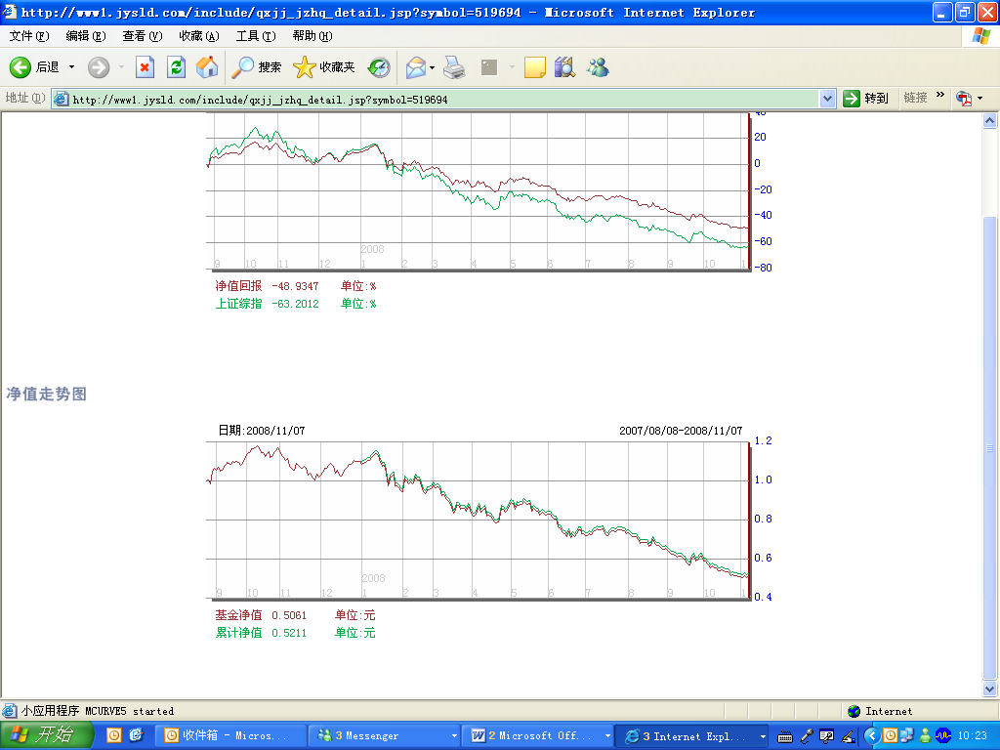 http://www1.jysld.com/include/qxjj_jzhq_detail.jsp?symbol=519694 - Microsoft Internet Explorer
文件(F) 编辑(E) 查看(V) 收藏(A) 工具(T) 帮助(H)
后退 搜索 收藏夹
地址(D) http://www1.jysld.com/include/qxjj_jzhq_detail.jsp?symbol=519694 转到 链接 »
40
20
0
-20
-40
-60
-80
2008
9 10 11 12 1 2 3 4 5 6 7 8 9 10 1
净值回报 -48.9347 单位:%
上证综指 -63.2012 单位:%
净值走势图
日期:2008/11/07 2007/08/08-2008/11/07
1.2
1.0
0.8
0.6
0.4
2008
9 10 11 12 1 2 3 4 5 6 7 8 9 10 1
基金净值 0.5061 单位:元
累计净值 0.5211 单位:元
小应用程序 MCURVE5 started Internet
开始 收件箱 - Micros... 3 Messenger 2 Microsoft Off... 3 Internet Expl... 10:23